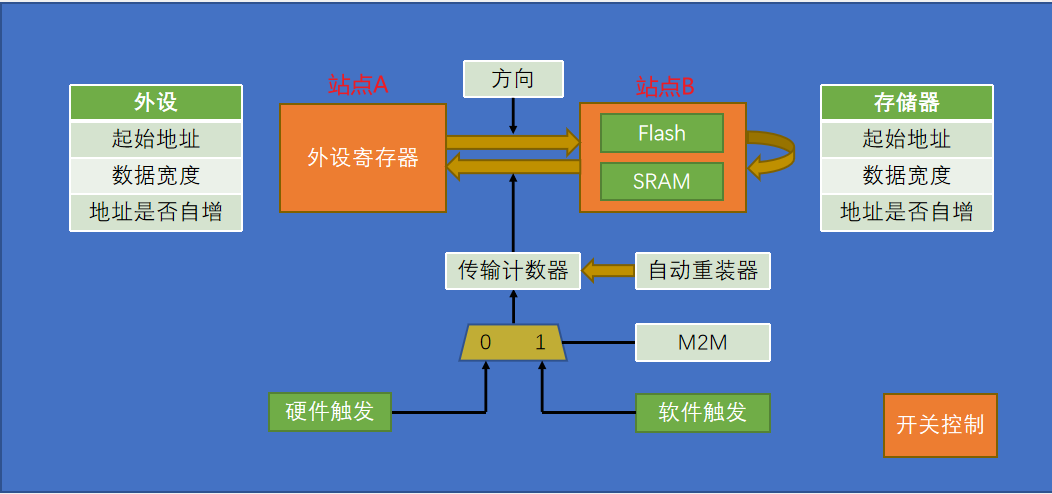 方向
站点A
站点B
外设
起始地址
数据宽度
地址是否自增
外设寄存器
Flash
SRAM
存储器
起始地址
数据宽度
地址是否自增
传输计数器
自动重装器
0
1
M2M
硬件触发
软件触发
开关控制